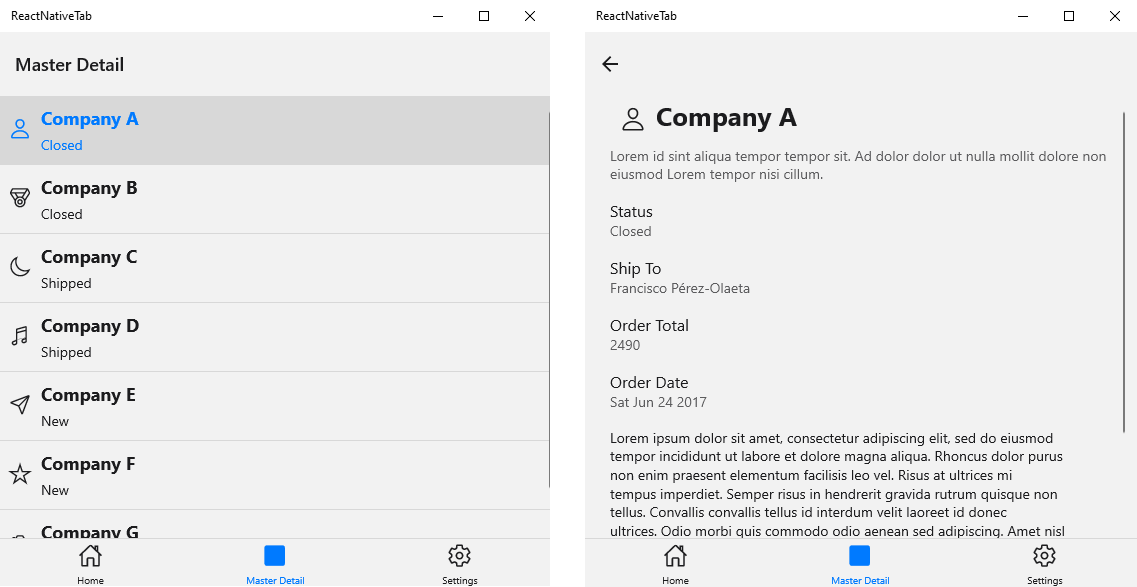 ReactNativeTab
Master Detail
Company A
Closed
Company B
Closed
Company C
Shipped
Company D
Shipped
Company E
New
Company F
New
Company G
Home
Master Detail
Settings
ReactNativeTab
Company A
Lorem id sint aliqua tempor tempor sit. Ad dolor dolor ut nulla mollit dolore non
eiusmod Lorem tempor nisi cillum.
Status
Closed
Ship To
Francisco Pérez-Olaeta
Order Total
2490
Order Date
Sat Jun 24 2017
Lorem ipsum dolor sit amet, consectetur adipiscing elit, sed do eiusmod
tempor incididunt ut labore et dolore magna aliqua. Rhoncus dolor purus
non enim praesent elementum facilisis leo vel. Risus at ultrices mi
tempus imperdiet. Semper risus in hendrerit gravida rutrum quisque non
tellus. Convallis convallis tellus id interdum velit laoreet id donec
ultrices. Odio morbi quis commodo odio aenean sed adipiscing. Amet nisl
Home
Master Detail
Settings